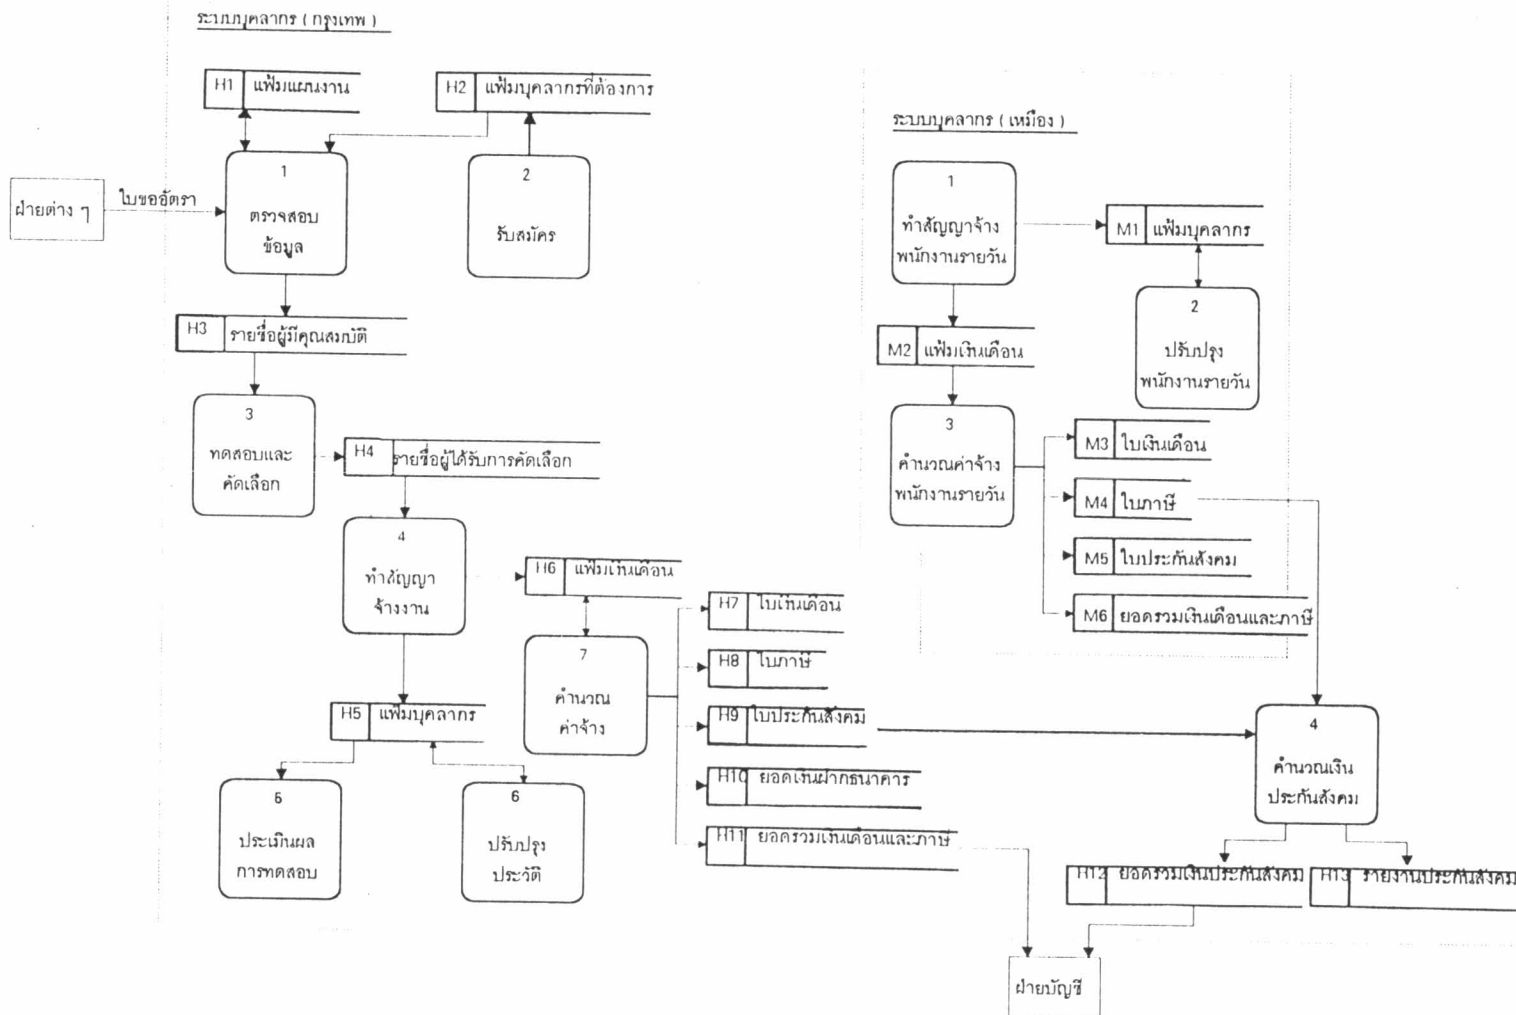 ระบบบุคลากร ( กรุงเทพ )
H1 แฟ้มแผนงาน
H2 แฟ้มบุคลากรที่ต้องการ
ฝ่ายต่าง ๆ
ใบขออัตรา
1
ตรวจสอบ
ข้อมูล
2
รับสมัคร
H3 รายชื่อผู้มีคุณสมบัติ
3
ทดสอบและ
คัดเลือก
H4 รายชื่อผู้ได้รับการคัดเลือก
4
ทำสัญญา
จ้างงาน
H6 แฟ้มเงินเดือน
H5 แฟ้มบุคลากร
6
ประเมินผล
การทดสอบ
6
ปรับปรุง
ประวัติ
7
คำนวณ
ค่าจ้าง
H7 ใบเงินเดือน
H8 ใบภาษี
H9 ใบประกันสังคม
H10 ยอดเงินฝากธนาคาร
H11 ยอดรวมเงินเดือนและภาษี
ระบบบุคลากร ( เหมือง )
1
ทำสัญญาจ้าง
พนักงานรายวัน
M1 แฟ้มบุคลากร
2
ปรับปรุง
พนักงานรายวัน
M2 แฟ้มเงินเดือน
3
คำนวณค่าจ้าง
พนักงานรายวัน
M3 ใบเงินเดือน
M4 ใบภาษี
M5 ใบประกันสังคม
M6 ยอดรวมเงินเดือนและภาษี
4
คำนวณเงิน
ประกันสังคม
H12 ยอดรวมเงินประกันสังคม
H13 รายงานประกันสังคม
ฝ่ายบัญชี